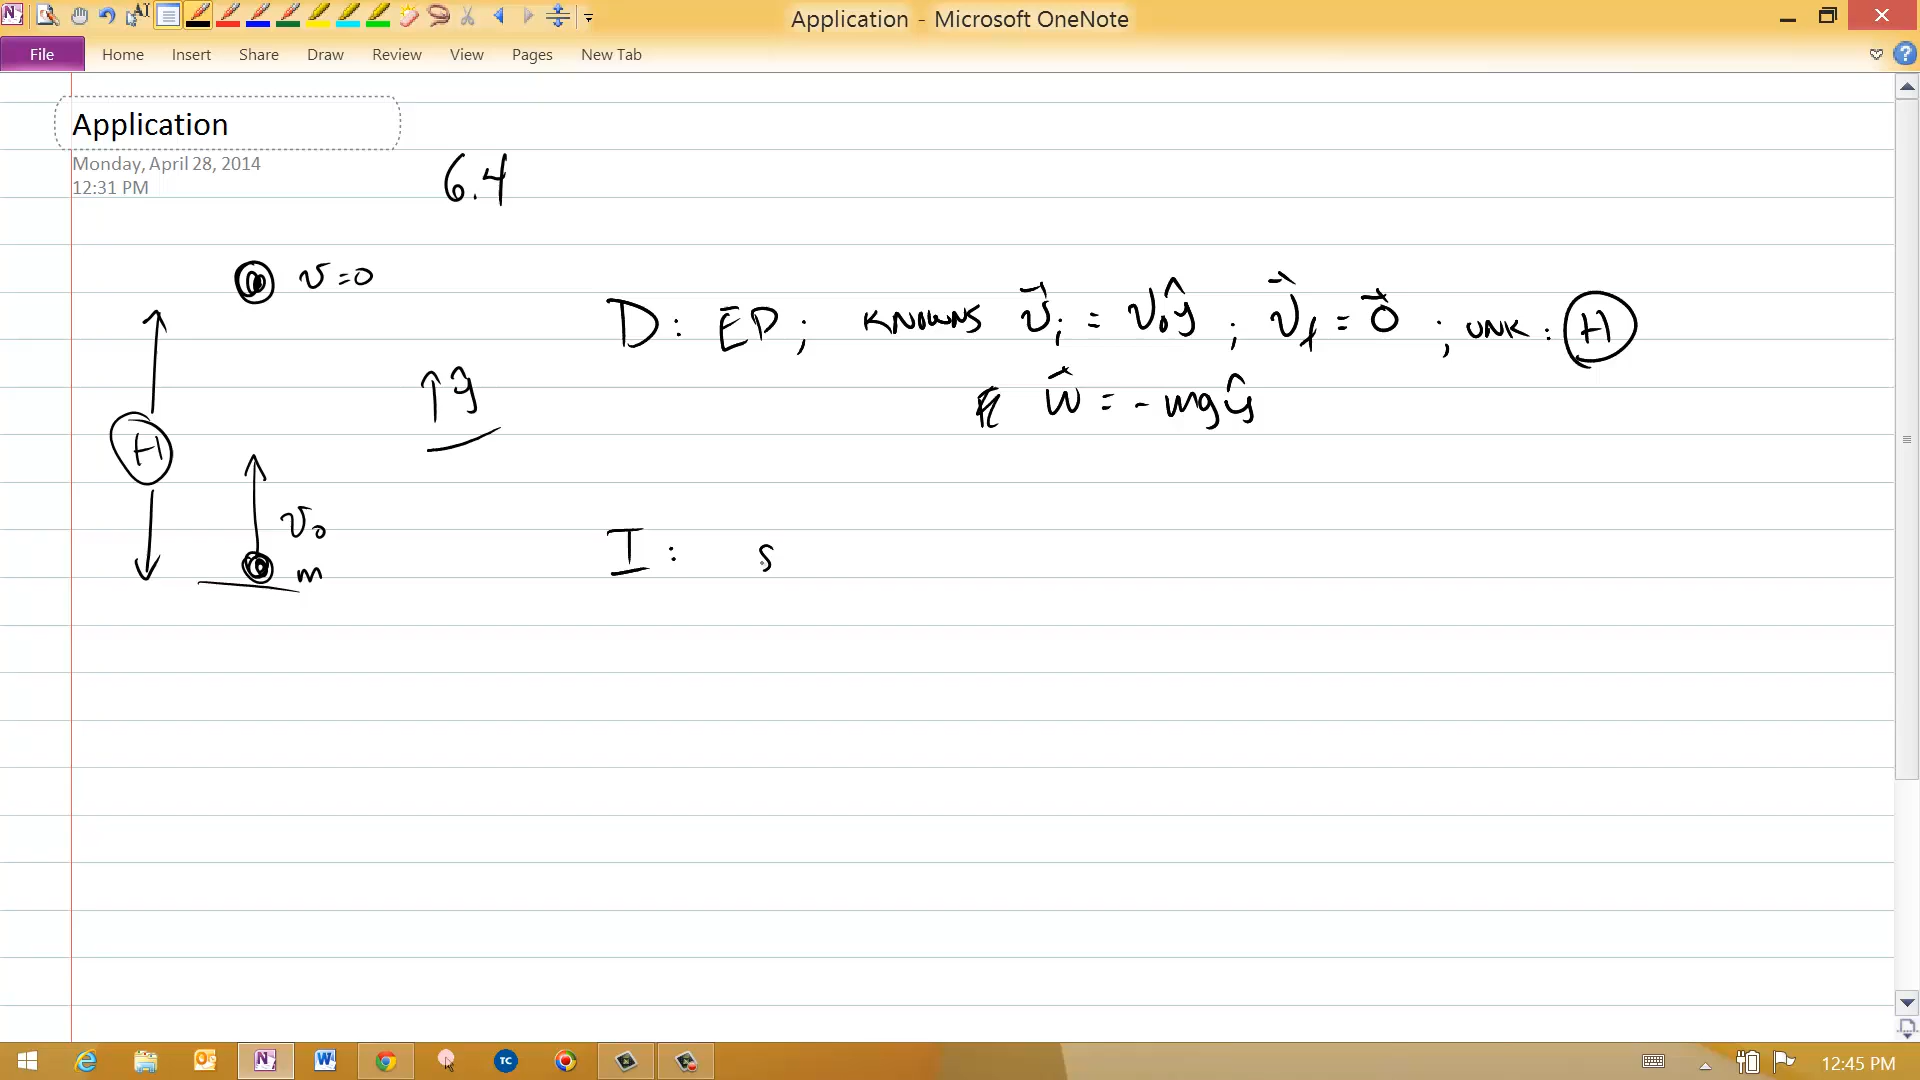 Application - Microsoft OneNote
File Home Insert Share Draw Review View Pages New Tab
Application
Monday, April 28, 2014
12:31 PM
6.4
v = 0
D : EP ; KNOWNS v⃗i = v₀ŷ ; v⃗f = 0⃗ ; UNK : H
↑ŷ
W⃗ = - mgŷ
H
v₀
m
I : s
12:45 PM